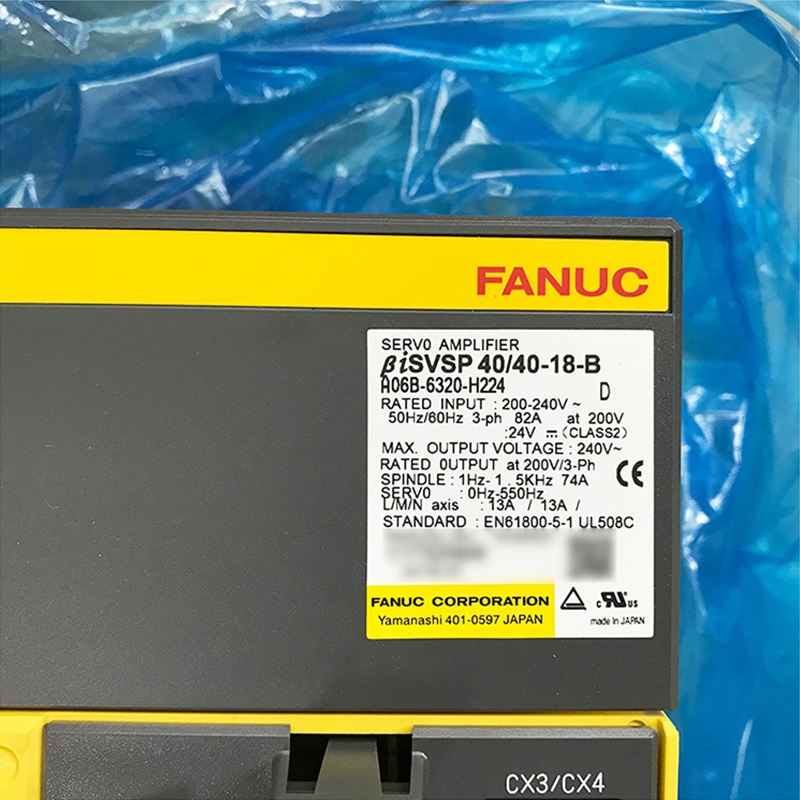 FANUC
SERVO AMPLIFIER
βiSVSP 40/40-18-B
A06B-6320-H224
D
RATED INPUT : 200-240V ~
50Hz/60Hz 3-ph 82A at 200V
:24V ⎓ (CLASS2)
MAX. OUTPUT VOLTAGE : 240V~
RATED OUTPUT at 200V/3-Ph
SPINDLE : 1Hz- 1 . 5KHz 74A
SERVO : 0Hz-550Hz
L/M/N axis : 13A / 13A /
STANDARD : EN61800-5-1 UL508C
CE
FANUC CORPORATION
Yamanashi 401-0597 JAPAN
c RU us
made in JAPAN
CX3/CX4